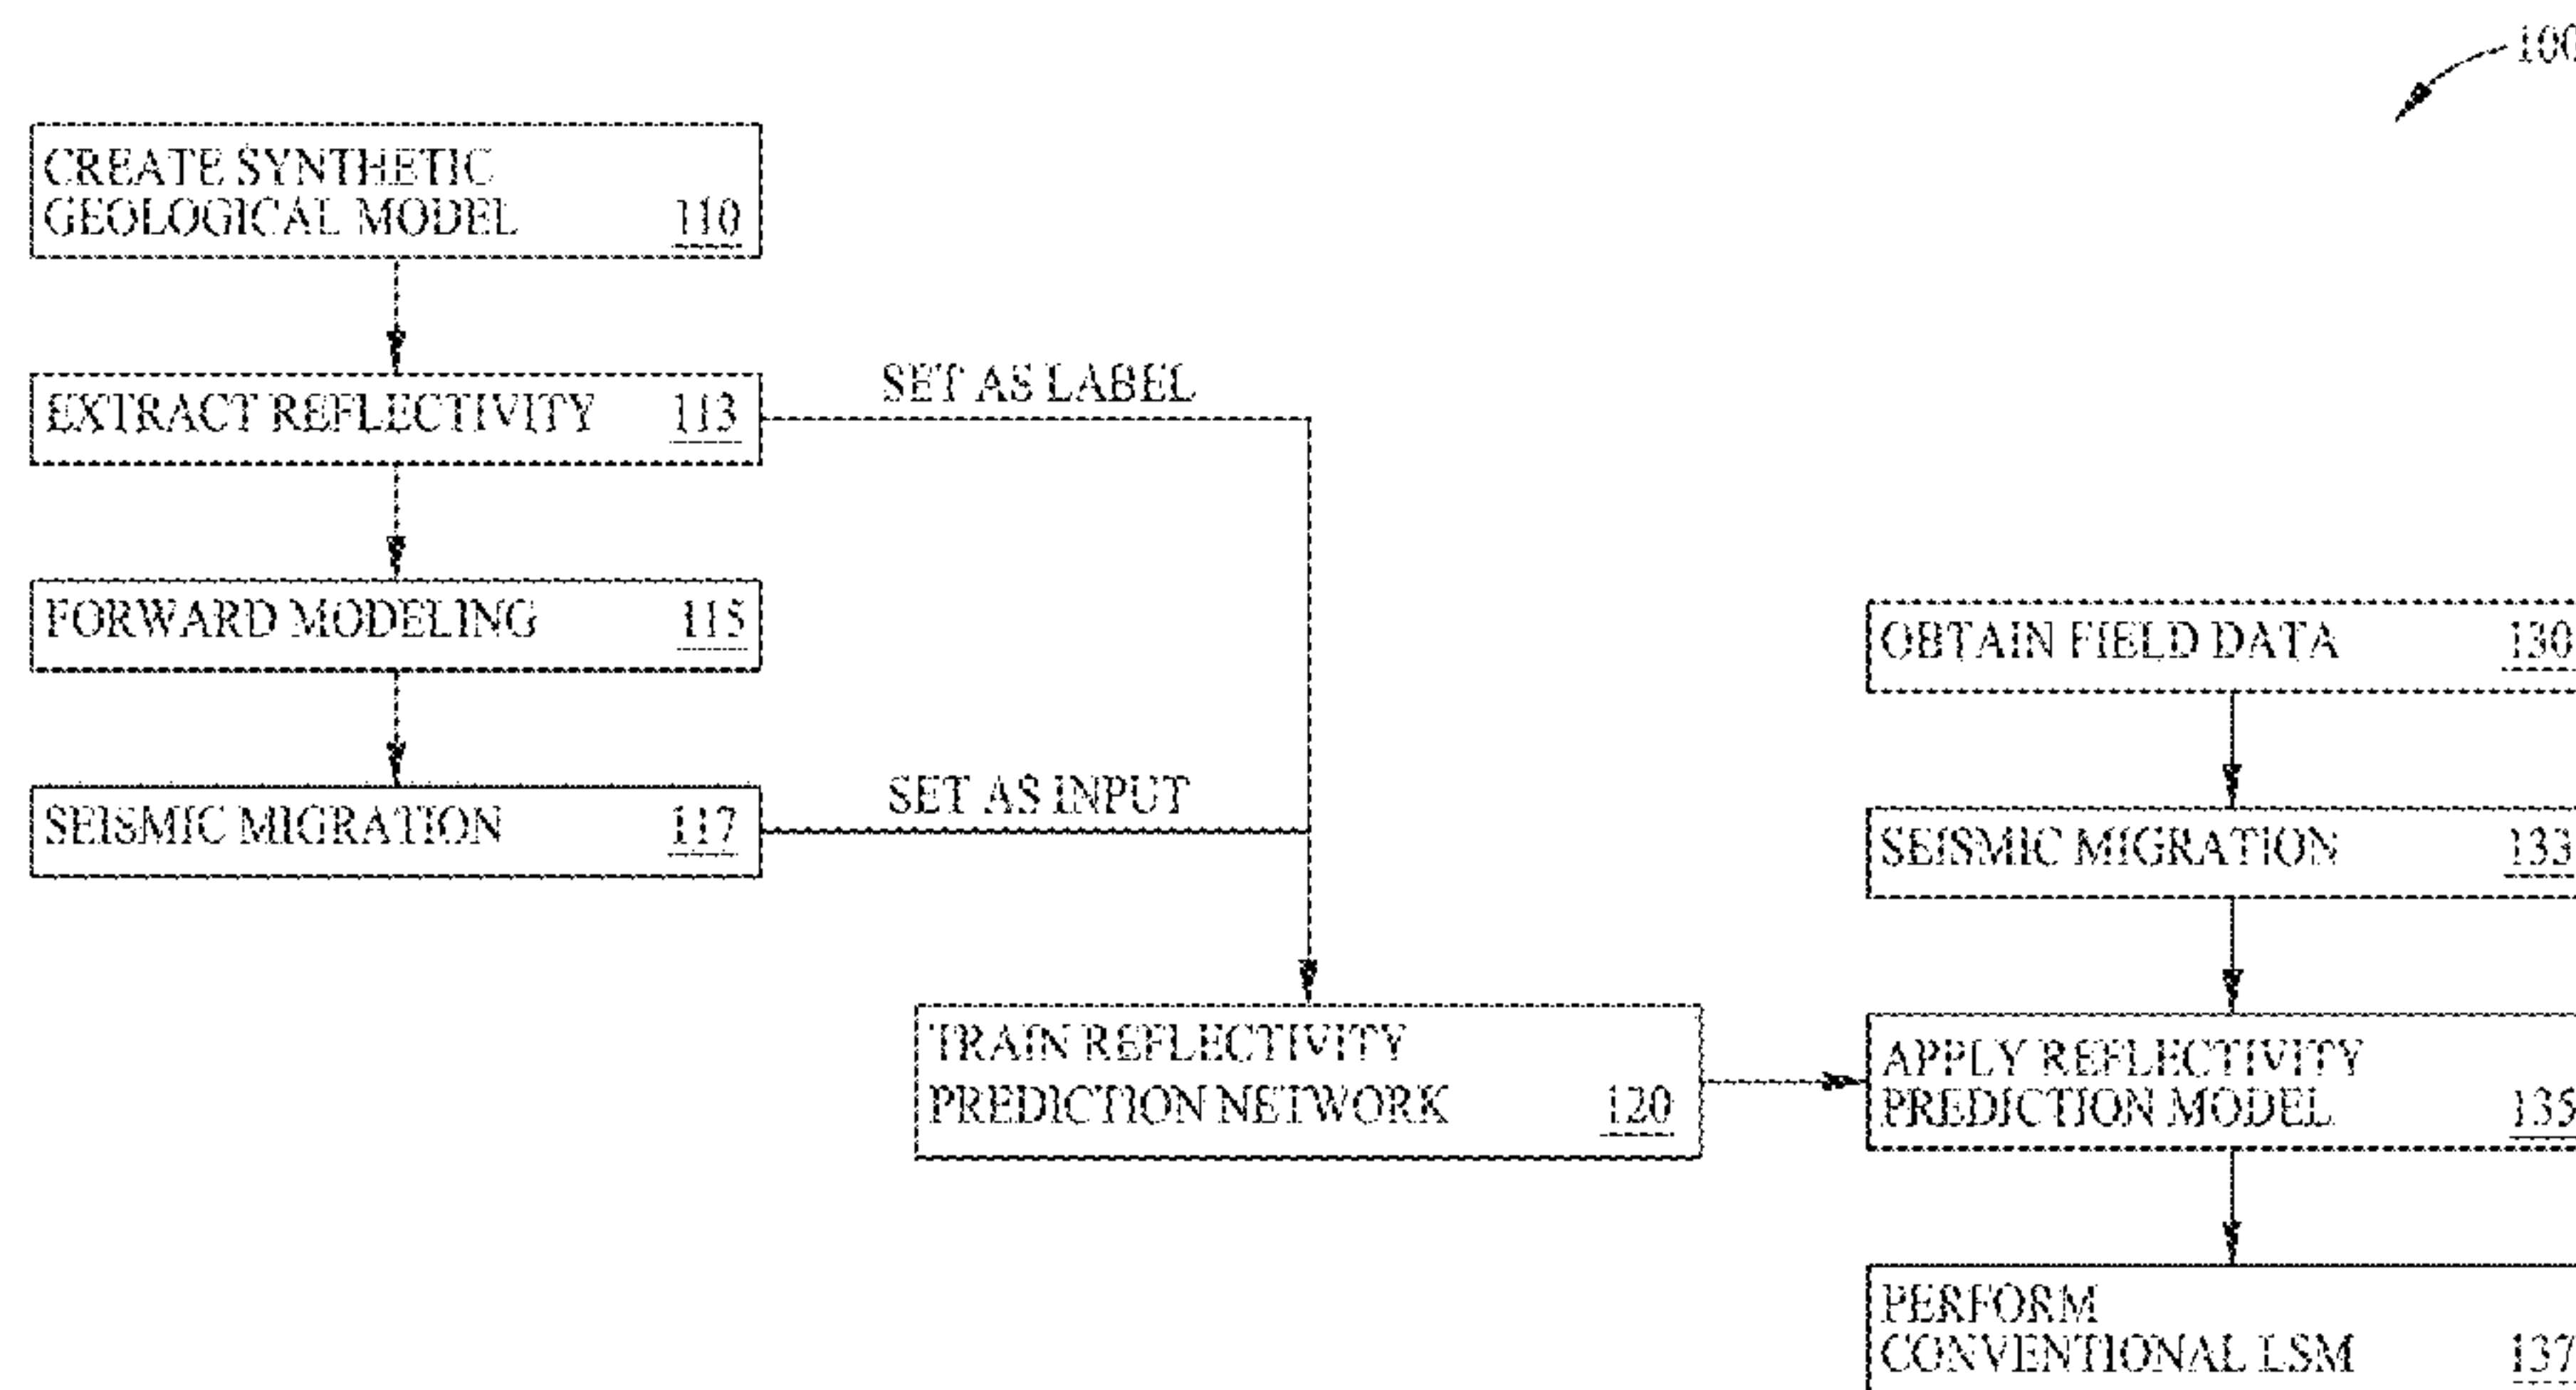 100
CREATE SYNTHETIC
GEOLOGICAL MODEL 110
EXTRACT REFLECTIVITY 113
SET AS LABEL
FORWARD MODELING 115
SEISMIC MIGRATION 117
SET AS INPUT
TRAIN REFLECTIVITY
PREDICTION NETWORK 120
OBTAIN FIELD DATA 130
SEISMIC MIGRATION 133
APPLY REFLECTIVITY
PREDICTION MODEL 135
PERFORM
CONVENTIONAL LSM 137